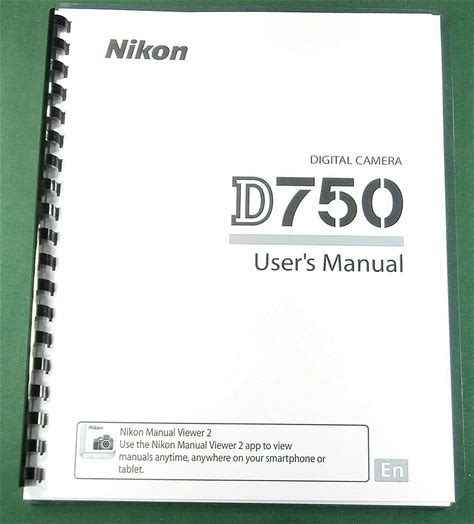 Nikon
DIGITAL CAMERA
D750
User's Manual
Nikon
Nikon Manual Viewer 2
Use the Nikon Manual Viewer 2 app to view
manuals anytime, anywhere on your smartphone or
tablet.
En